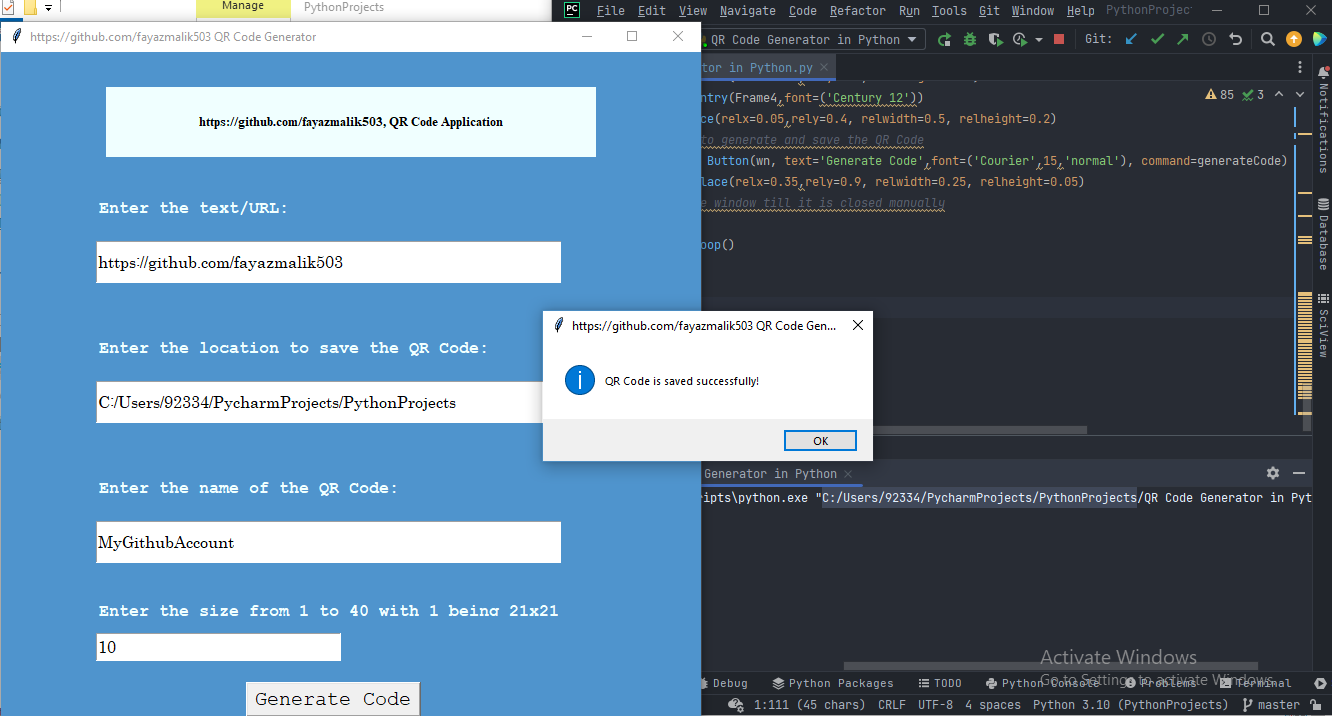 Manage
PythonProjects
https://github.com/fayazmalik503 QR Code Generator
https://github.com/fayazmalik503, QR Code Application
Enter the text/URL:
https://github.com/fayazmalik503
Enter the location to save the QR Code:
C:/Users/92334/PycharmProjects/PythonProjects
Enter the name of the QR Code:
MyGithubAccount
Enter the size from 1 to 40 with 1 being 21x21
10
Generate Code
https://github.com/fayazmalik503 QR Code Gen...
QR Code is saved successfully!
OK
PC File Edit View Navigate Code Refactor Run Tools Git Window Help PythonProjec
QR Code Generator in Python Git:
tor in Python.py
ntry(Frame4,font=('Century 12'))
85 3
ce(relx=0.05,rely=0.4, relwidth=0.5, relheight=0.2)
to generate and save the QR Code
Button(wn, text='Generate Code',font=('Courier',15,'normal'), command=generateCode)
lace(relx=0.35,rely=0.9, relwidth=0.25, relheight=0.05)
e window till it is closed manually
oop()
Notifications
Database
SciView
Generator in Python
ipts\python.exe "C:/Users/92334/PycharmProjects/PythonProjects/QR Code Generator in Pyt
Activate Windows
Go to Settings to activate Windows.
Debug Python Packages TODO Python Console Problems Terminal
1:111 (45 chars) CRLF UTF-8 4 spaces Python 3.10 (PythonProjects) master